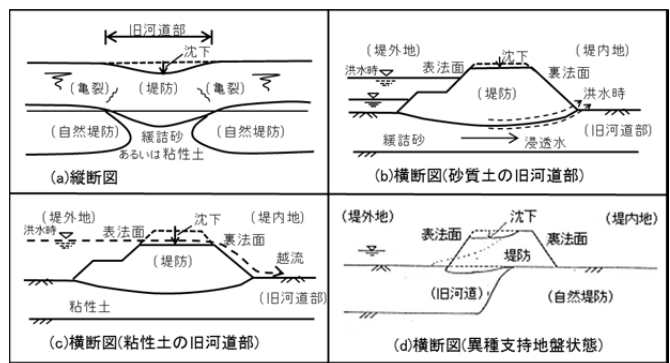 旧河道部
沈下
(亀裂)
(堤防)
(亀裂)
(自然堤防)
緩詰砂
あるいは粘性土
(自然堤防)
(a)縦断図
(堤外地)
沈下
(堤内地)
洪水時
表法面
裏法面
(堤防)
洪水時
(旧河道部)
緩詰砂
浸透水
(b)横断図(砂質土の旧河道部)
(堤外地)
沈下
(堤内地)
洪水時
表法面
裏法面
(堤防)
越流
(旧河道部)
粘性土
(c)横断図(粘性土の旧河道部)
(堤外地)
沈下
(堤内地)
表法面
裏法面
堤防
(旧河道)
(自然堤防)
(d)横断図(異種支持地盤状態)